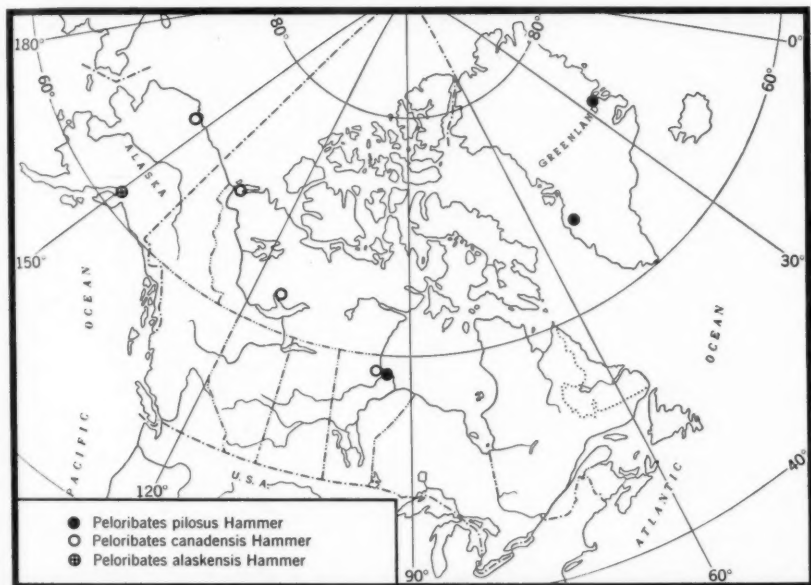 180°
80°
80°
0°
60°
60°
ALASKA
GREENLAND
150°
30°
OCEAN
PACIFIC
OCEAN
ATLANTIC
U.S.A.
40°
120°
90°
60°
Peloribates pilosus Hammer
Peloribates canadensis Hammer
Peloribates alaskensis Hammer